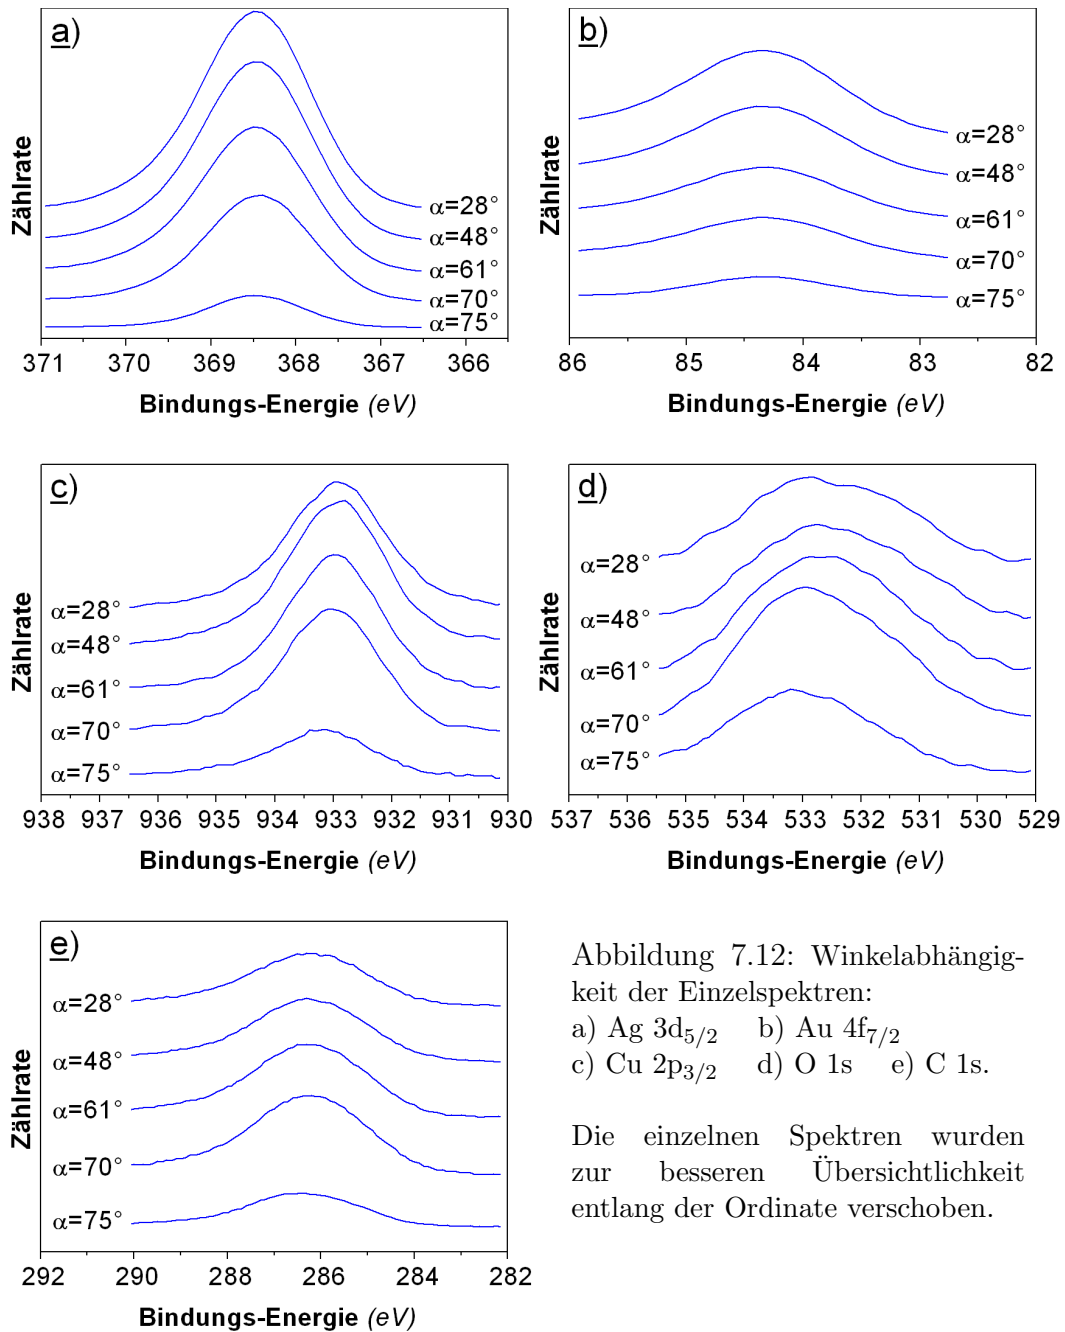 a)
Zählrate
α=28°
α=48°
α=61°
α=70°
α=75°
371 370 369 368 367 366
Bindungs-Energie (eV)
b)
Zählrate
α=28°
α=48°
α=61°
α=70°
α=75°
86 85 84 83 82
Bindungs-Energie (eV)
c)
Zählrate
α=28°
α=48°
α=61°
α=70°
α=75°
938 937 936 935 934 933 932 931 930
Bindungs-Energie (eV)
d)
Zählrate
α=28°
α=48°
α=61°
α=70°
α=75°
537 536 535 534 533 532 531 530 529
Bindungs-Energie (eV)
e)
Zählrate
α=28°
α=48°
α=61°
α=70°
α=75°
292 290 288 286 284 282
Bindungs-Energie (eV)
Abbildung 7.12: Winkelabhängig-
keit der Einzelspektren:
a) Ag 3d5/2 b) Au 4f7/2
c) Cu 2p3/2 d) O 1s e) C 1s.
Die einzelnen Spektren wurden
zur besseren Übersichtlichkeit
entlang der Ordinate verschoben.